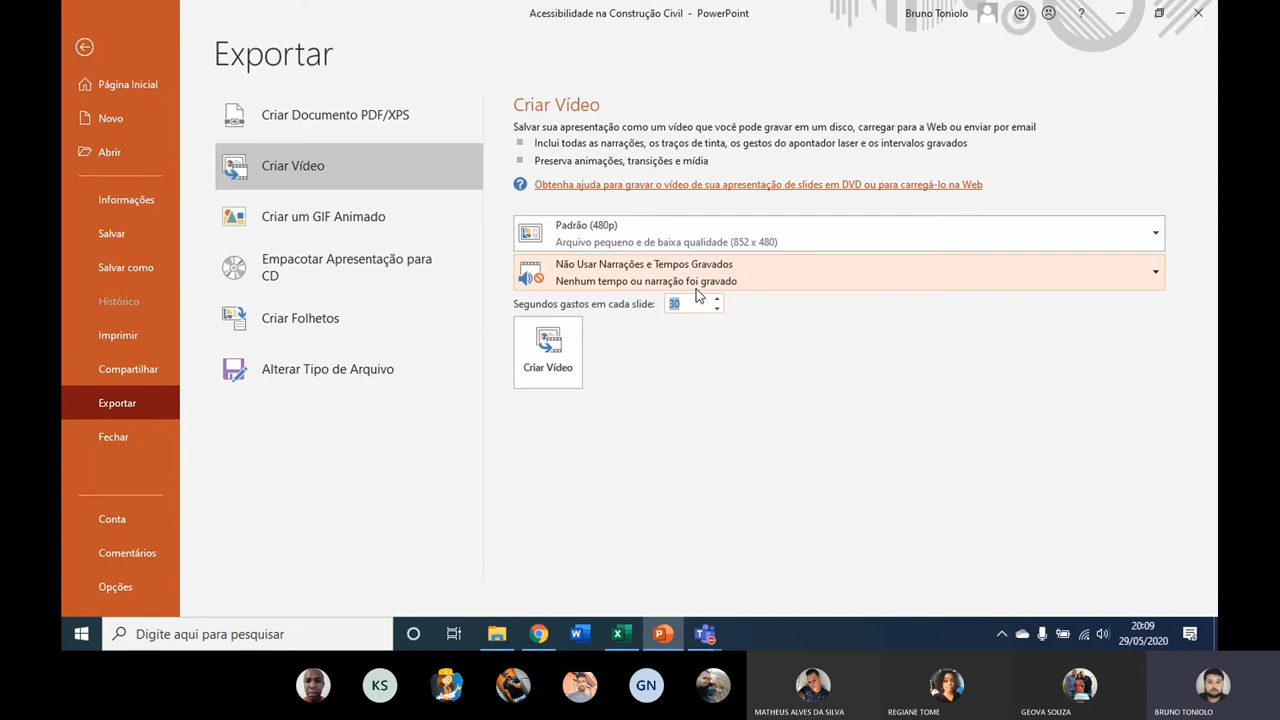 Acessibilidade na Construção Civil - PowerPoint
Bruno Toniolo
?
Exportar
Página Inicial
Novo
Abrir
Informações
Salvar
Salvar como
Histórico
Imprimir
Compartilhar
Exportar
Fechar
Conta
Comentários
Opções
Criar Documento PDF/XPS
Criar Vídeo
Criar um GIF Animado
Empacotar Apresentação para
CD
Criar Folhetos
Alterar Tipo de Arquivo
Criar Vídeo
Salvar sua apresentação como um vídeo que você pode gravar em um disco, carregar para a Web ou enviar por email
Inclui todas as narrações, os traços de tinta, os gestos do apontador laser e os intervalos gravados
Preserva animações, transições e mídia
Obtenha ajuda para gravar o vídeo de sua apresentação de slides em DVD ou para carregá-lo na Web
Padrão (480p)
Arquivo pequeno e de baixa qualidade (852 x 480)
Não Usar Narrações e Tempos Gravados
Nenhum tempo ou narração foi gravado
Segundos gastos em cada slide: 30
Criar Vídeo
Digite aqui para pesquisar
20:09
29/05/2020
KS
GN
MATHEUS ALVES DA SILVA
REGIANE TOME
GEOVA SOUZA
BRUNO TONIOLO